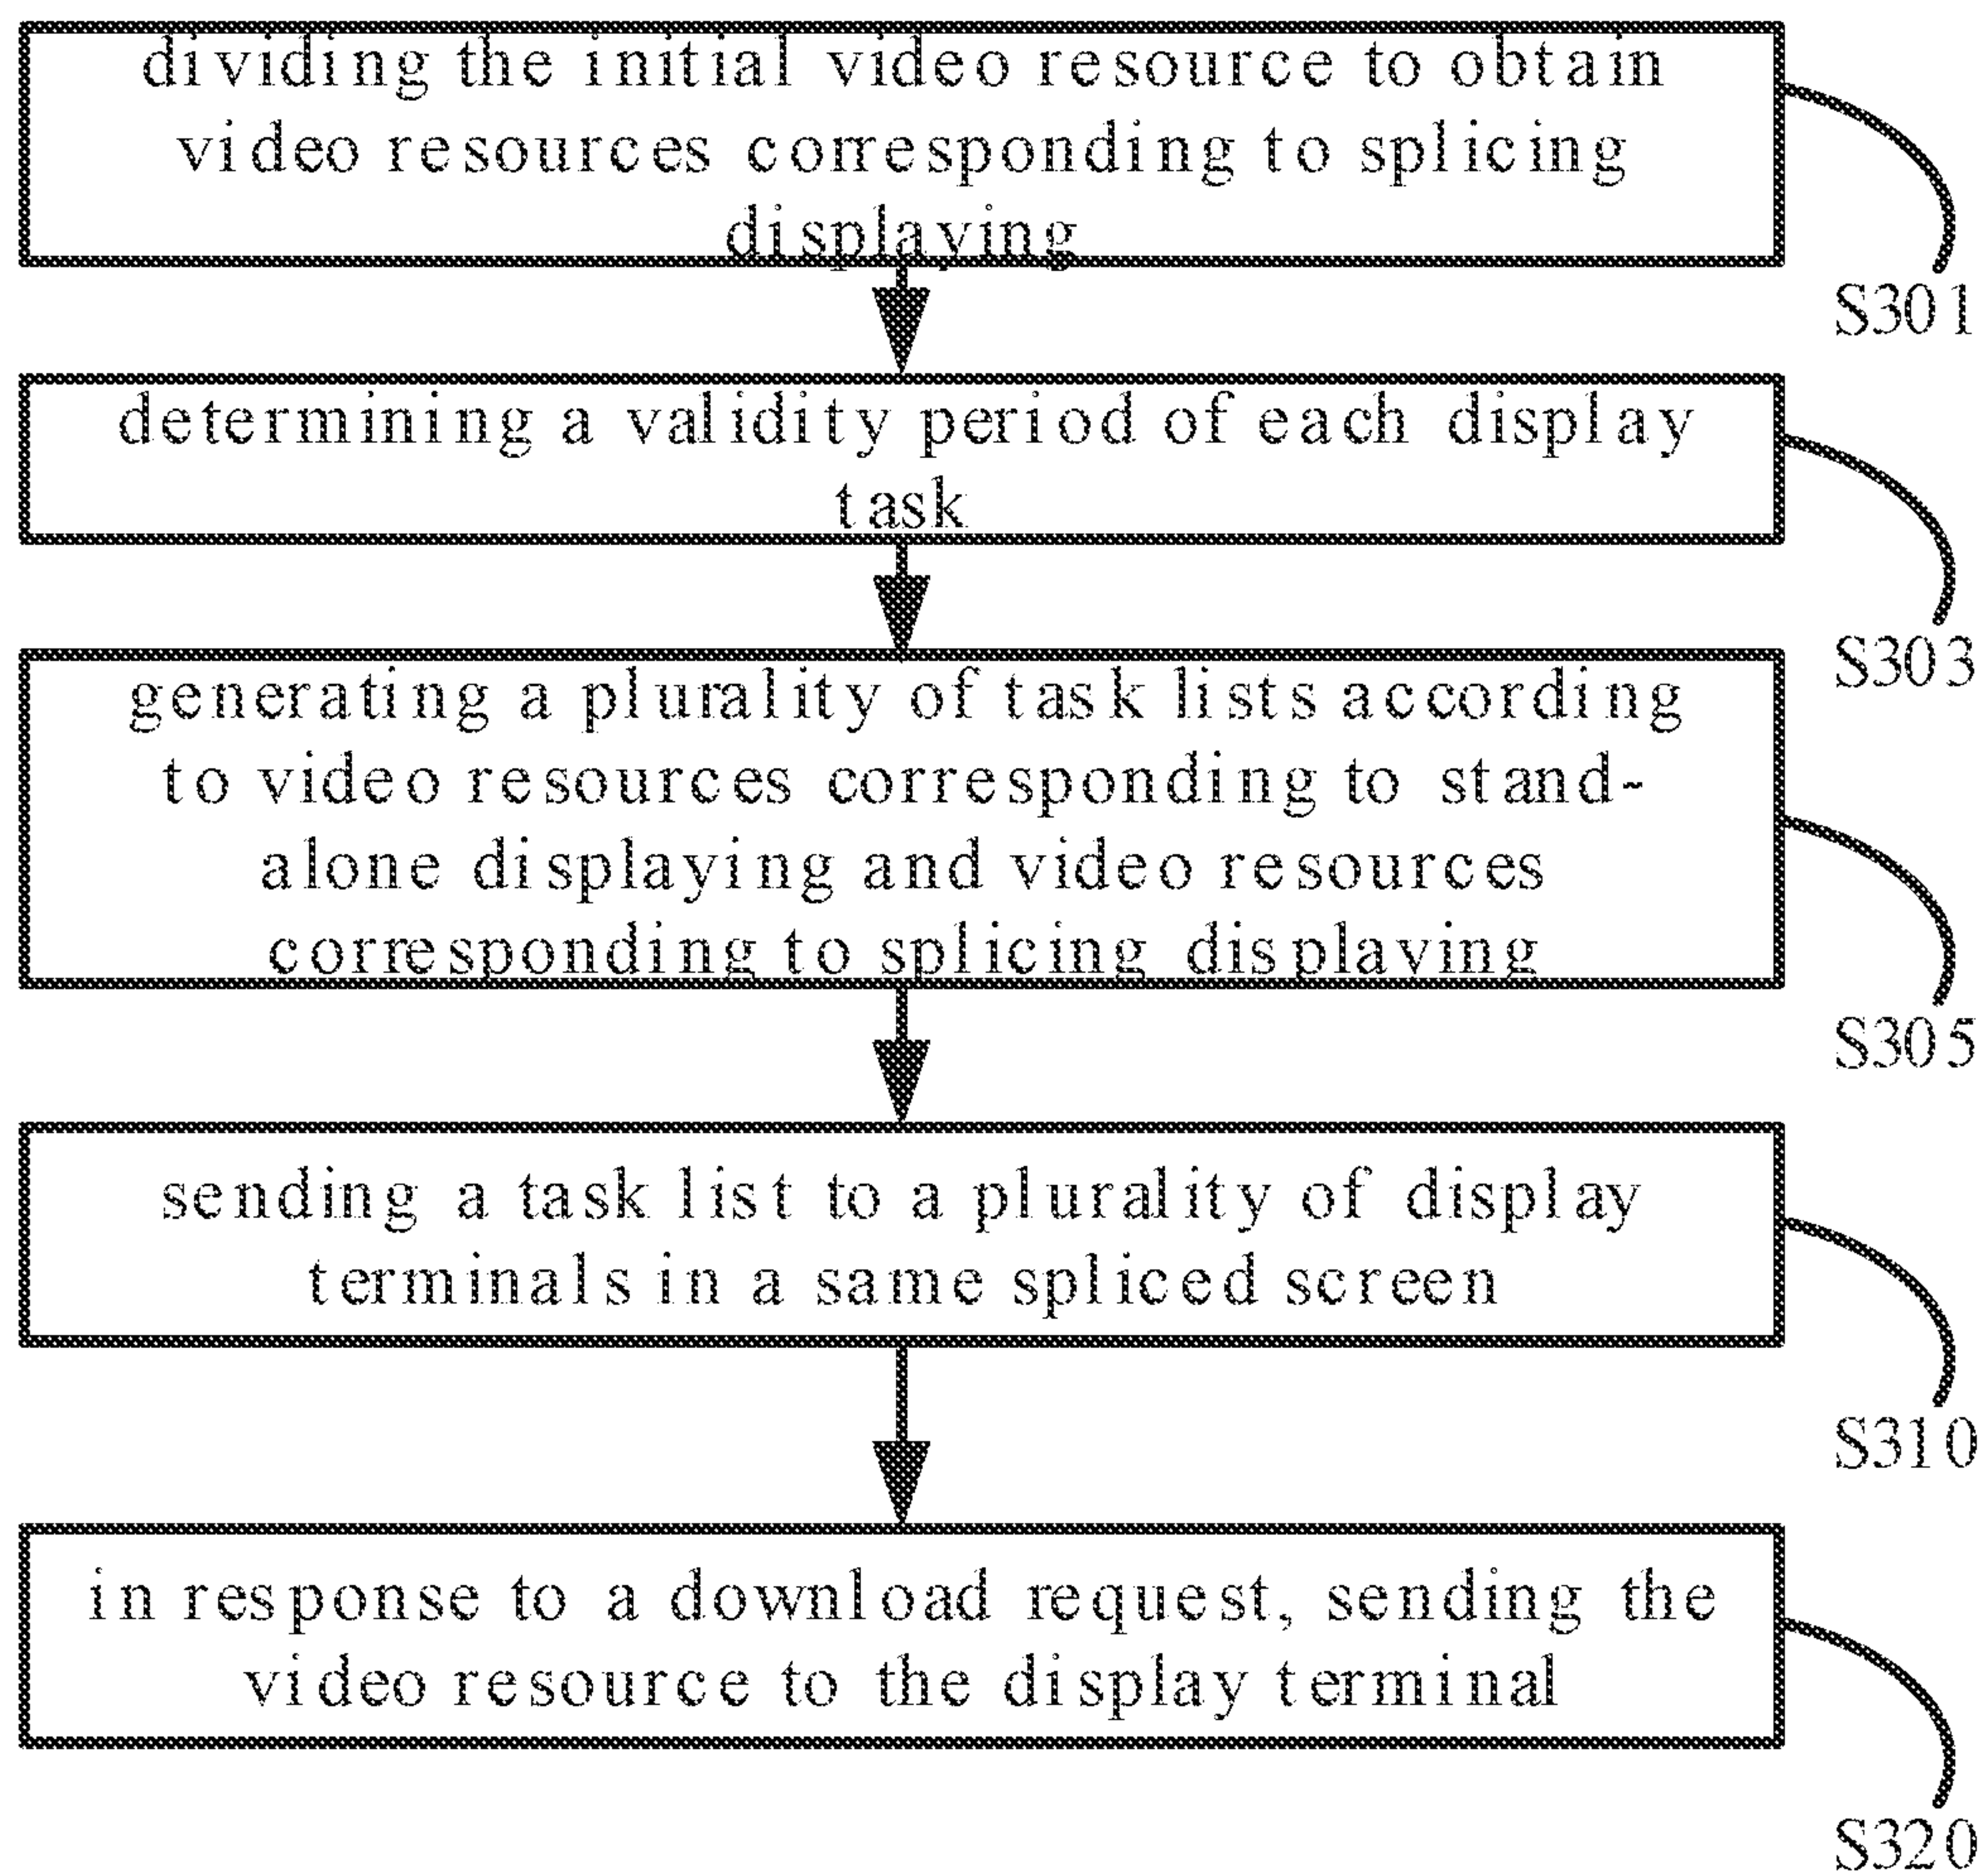 dividing the initial video resource to obtain
video resources corresponding to splicing
displaying
S301
determining a validity period of each display
task
S303
generating a plurality of task lists according
to video resources corresponding to stand-
alone displaying and video resources
corresponding to splicing displaying
S305
sending a task list to a plurality of display
terminals in a same spliced screen
S310
in response to a download request, sending the
video resource to the display terminal
S320